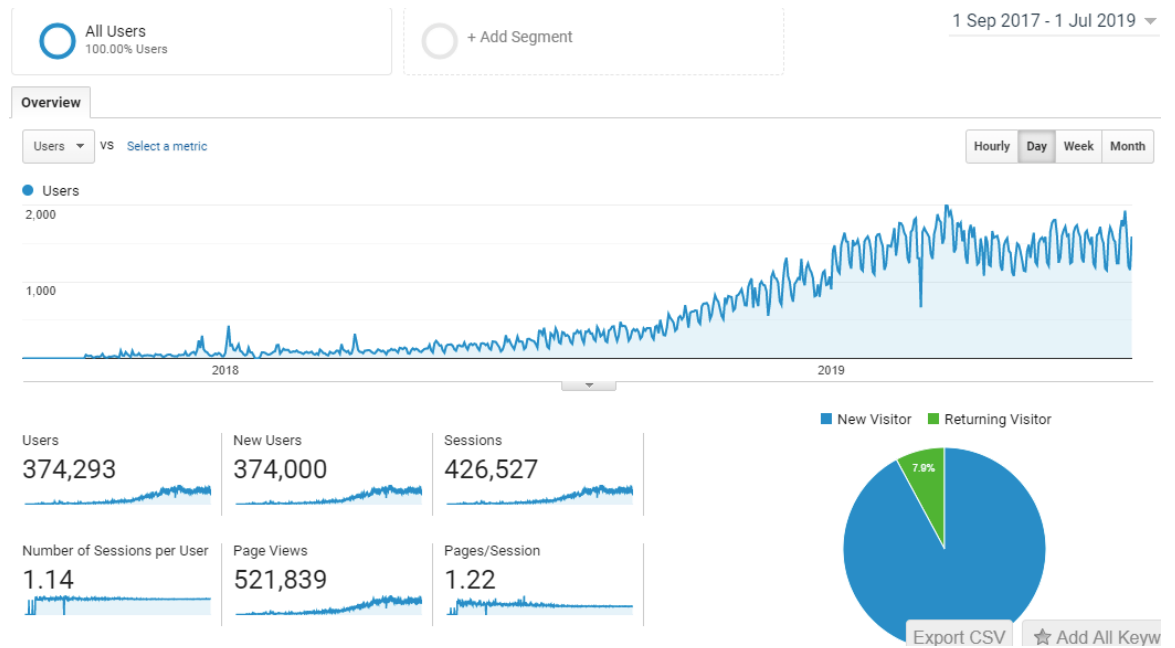 All Users
100.00% Users
+ Add Segment
1 Sep 2017 - 1 Jul 2019
Overview
Users VS Select a metric
Hourly Day Week Month
Users
2,000
1,000
2018 2019
New Visitor Returning Visitor
Users New Users Sessions
374,293 374,000 426,527
7.9%
Number of Sessions per User Page Views Pages/Session
1.14 521,839 1.22
Export CSV Add All Keyw